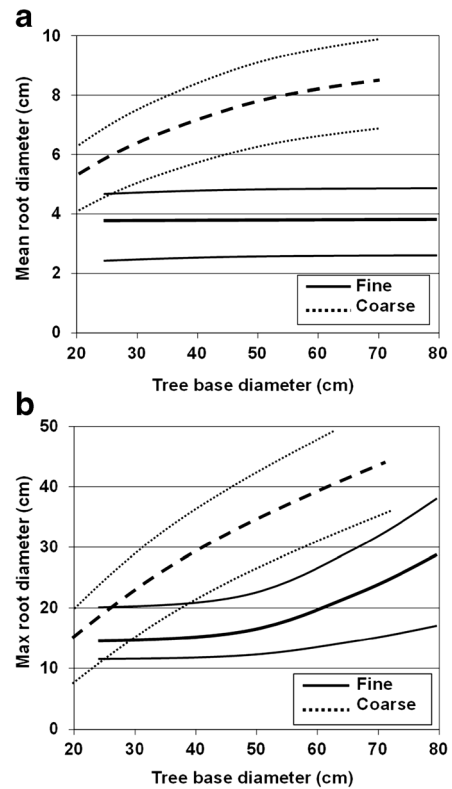 a
Mean root diameter (cm)
10
8
6
4
2
0
Fine
Coarse
20 30 40 50 60 70 80
Tree base diameter (cm)
b
Max root diameter (cm)
50
40
30
20
10
0
Fine
Coarse
20 30 40 50 60 70 80
Tree base diameter (cm)